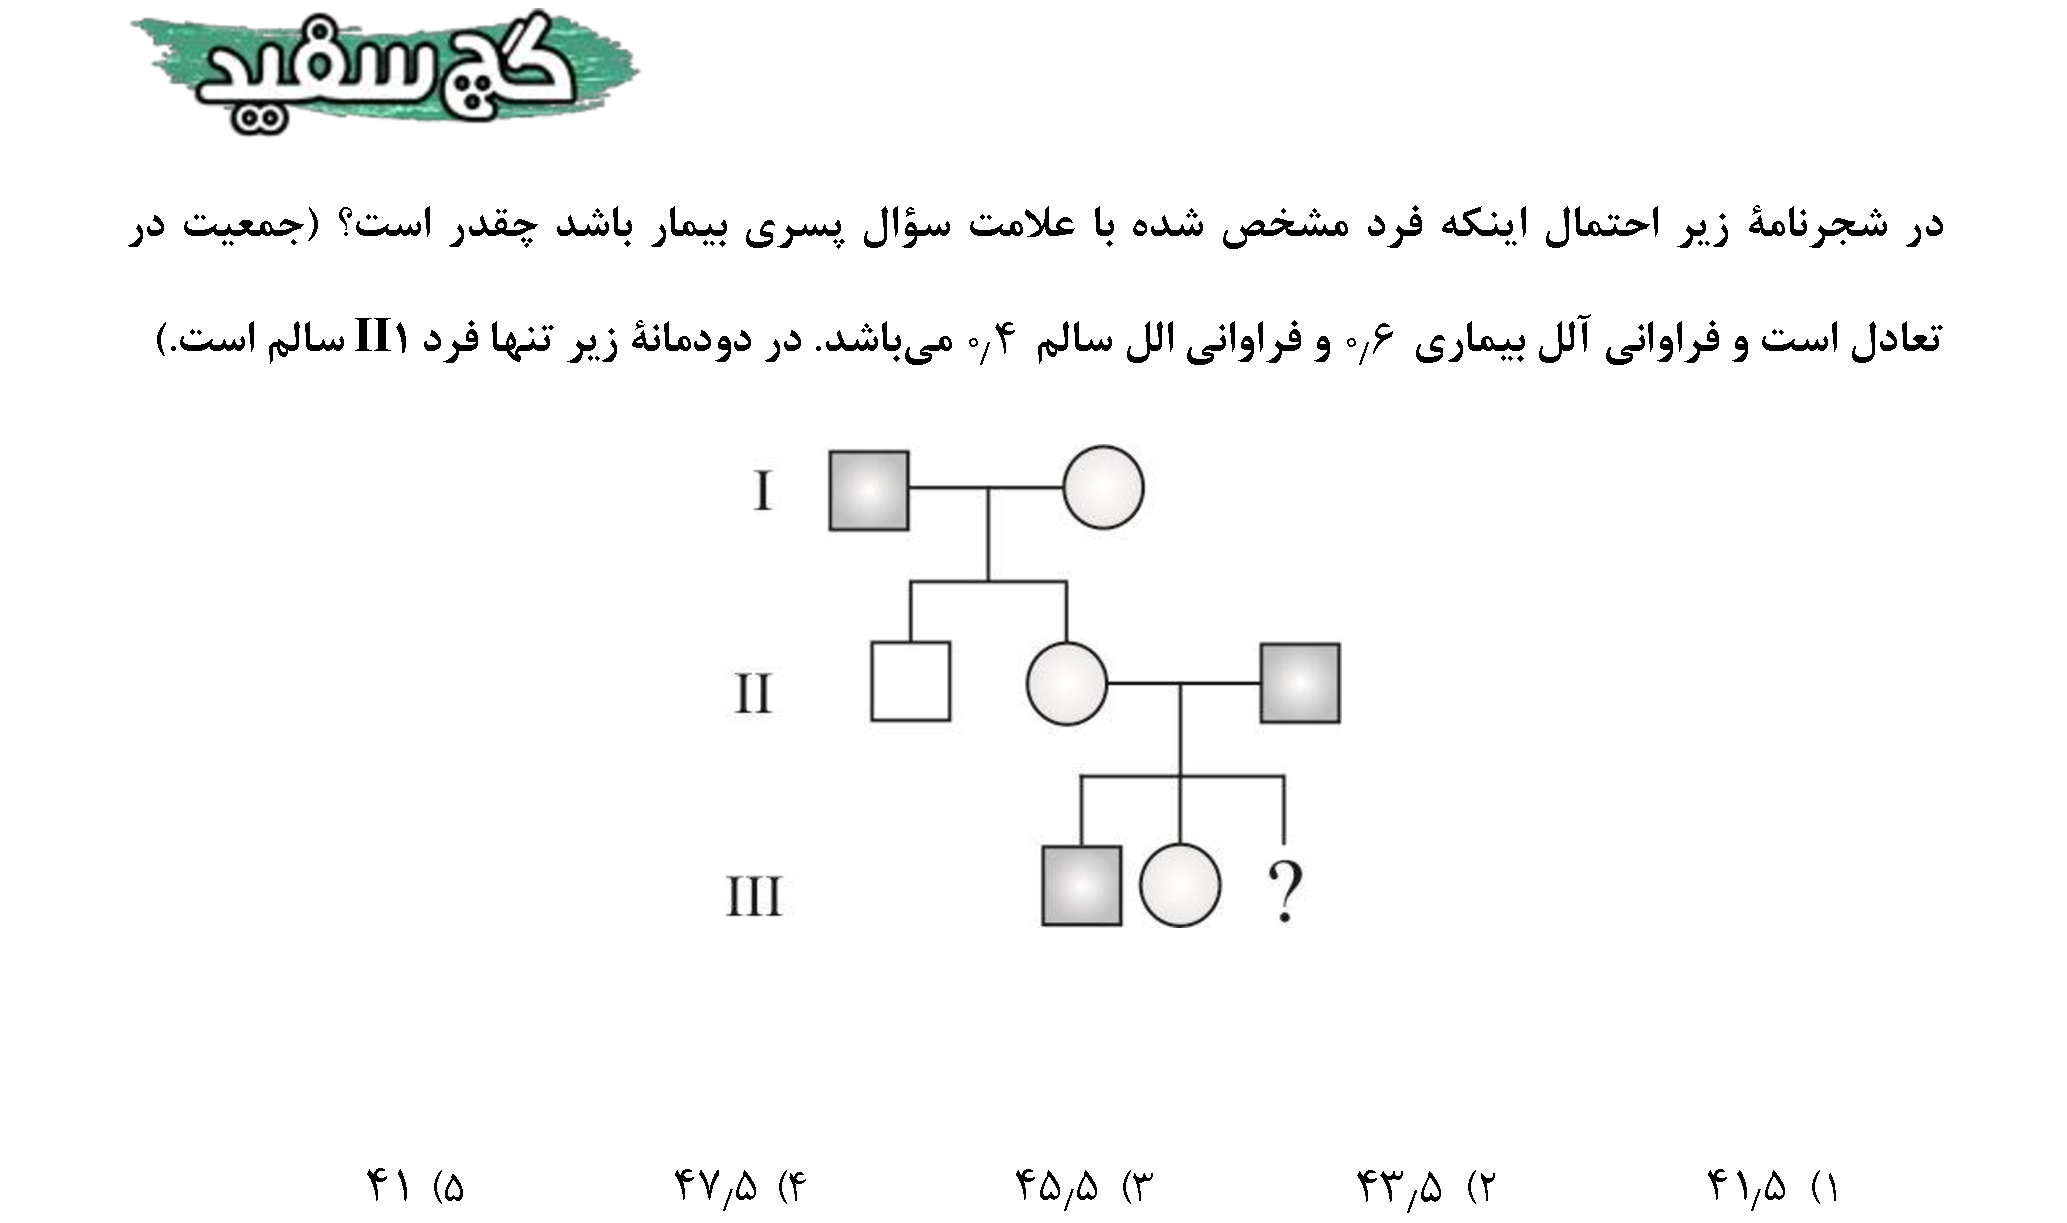 گچ سفید
در شجرنامهٔ زیر احتمال اینکه فرد مشخص شده با علامت سؤال پسری بیمار باشد چقدر است؟ (جمعیت در
تعادل است و فراوانی آلل بیماری ۰٫۶ و فراوانی الل سالم ۰٫۴ می‌باشد. در دودمانهٔ زیر تنها فرد II۱ سالم است.)
I
II
III ?
۱) ۴۱٫۵ ۲) ۴۳٫۵ ۳) ۴۵٫۵ ۴) ۴۷٫۵ ۵) ۴۱